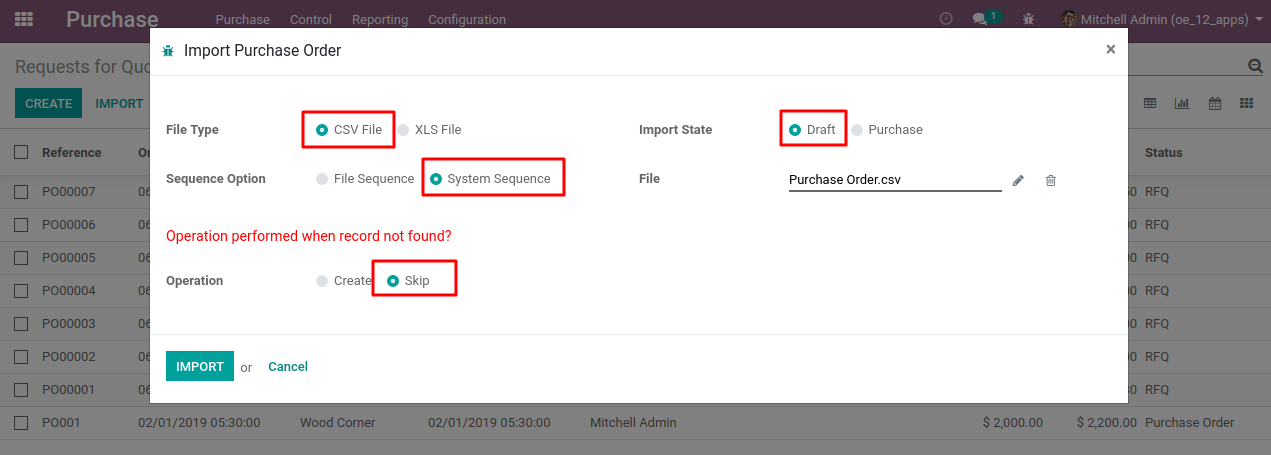 Purchase Purchase Control Reporting Configuration 1 Mitchell Admin (oe_12_apps)
Import Purchase Order ×
Requests for Quo
CREATE IMPORT
File Type CSV File XLS File Import State Draft Purchase
Reference Or Status
Sequence Option File Sequence System Sequence File Purchase Order.csv
PO00007 06 RFQ
PO00006 06 00 RFQ
Operation performed when record not found?
PO00005 06 00 RFQ
Operation Create Skip
PO00004 06 00 RFQ
PO00003 06 00 RFQ
PO00002 06 00 RFQ
IMPORT or Cancel
PO00001 06 RFQ
PO001 02/01/2019 05:30:00 Wood Corner 02/01/2019 05:30:00 Mitchell Admin $ 2,000.00 $ 2,200.00 Purchase Order